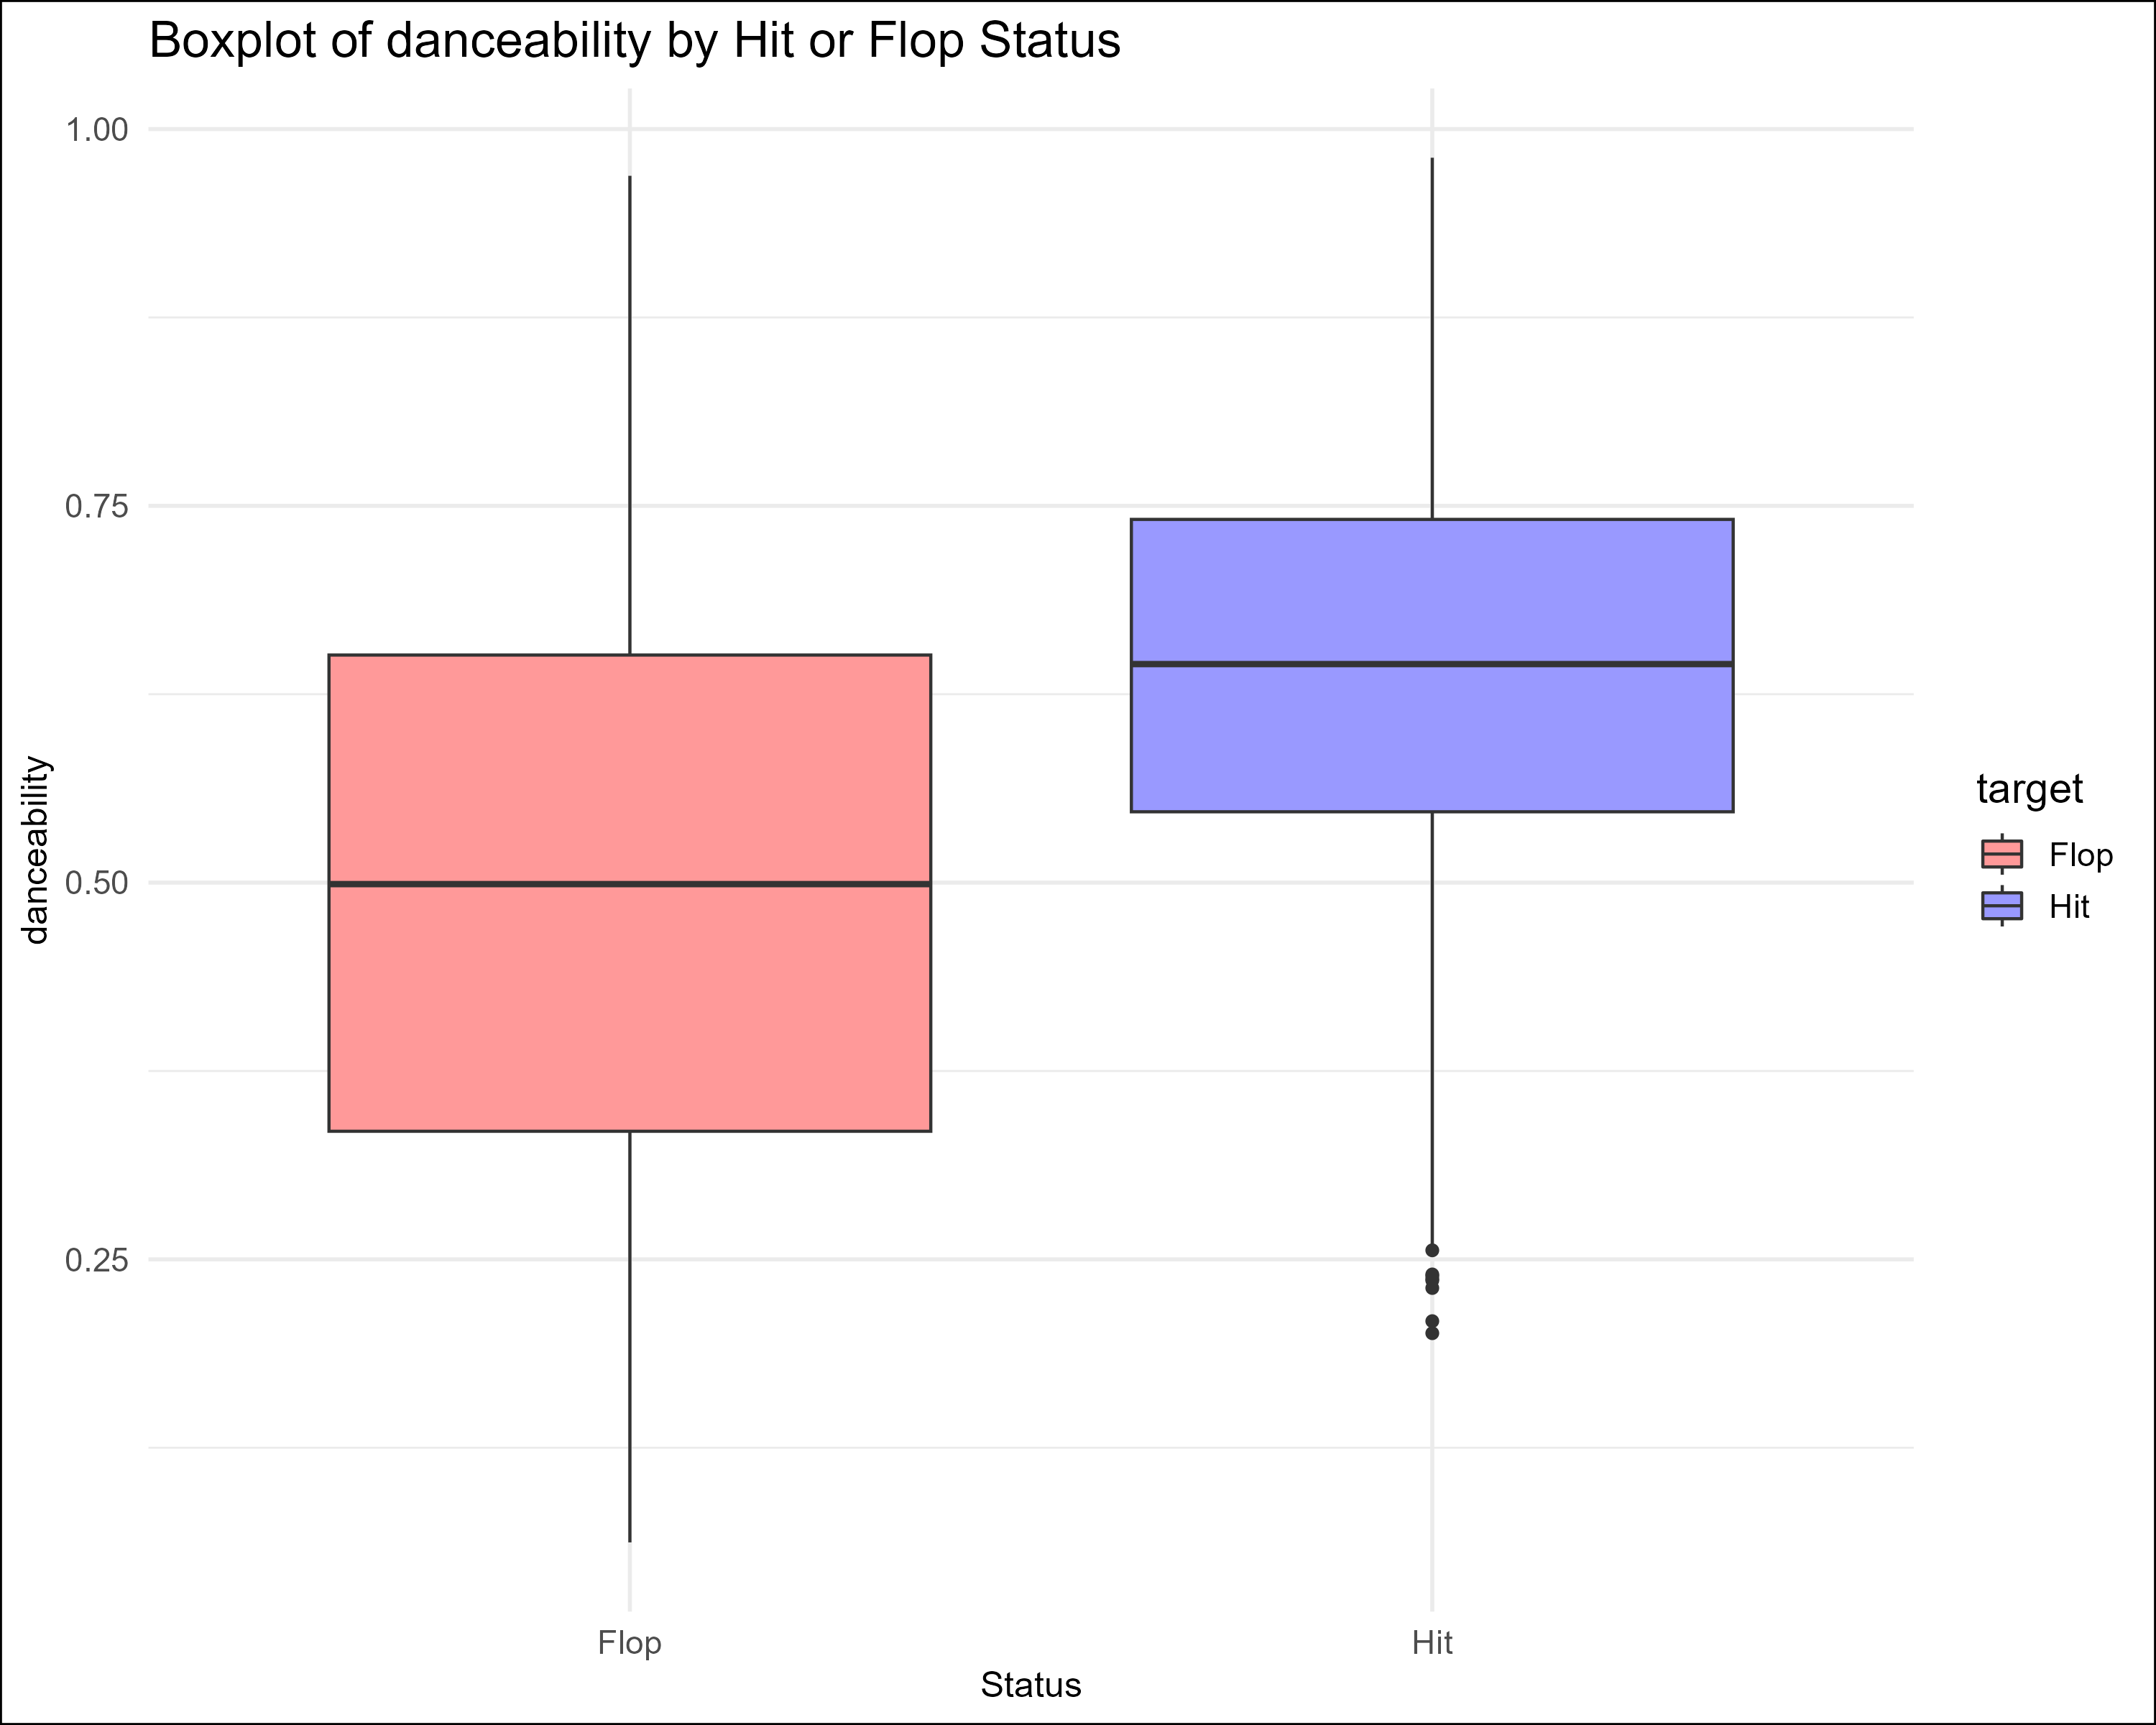 Boxplot of danceability by Hit or Flop Status
1.00
0.75
0.50
0.25
danceability
Flop
Hit
Status
target
Flop
Hit